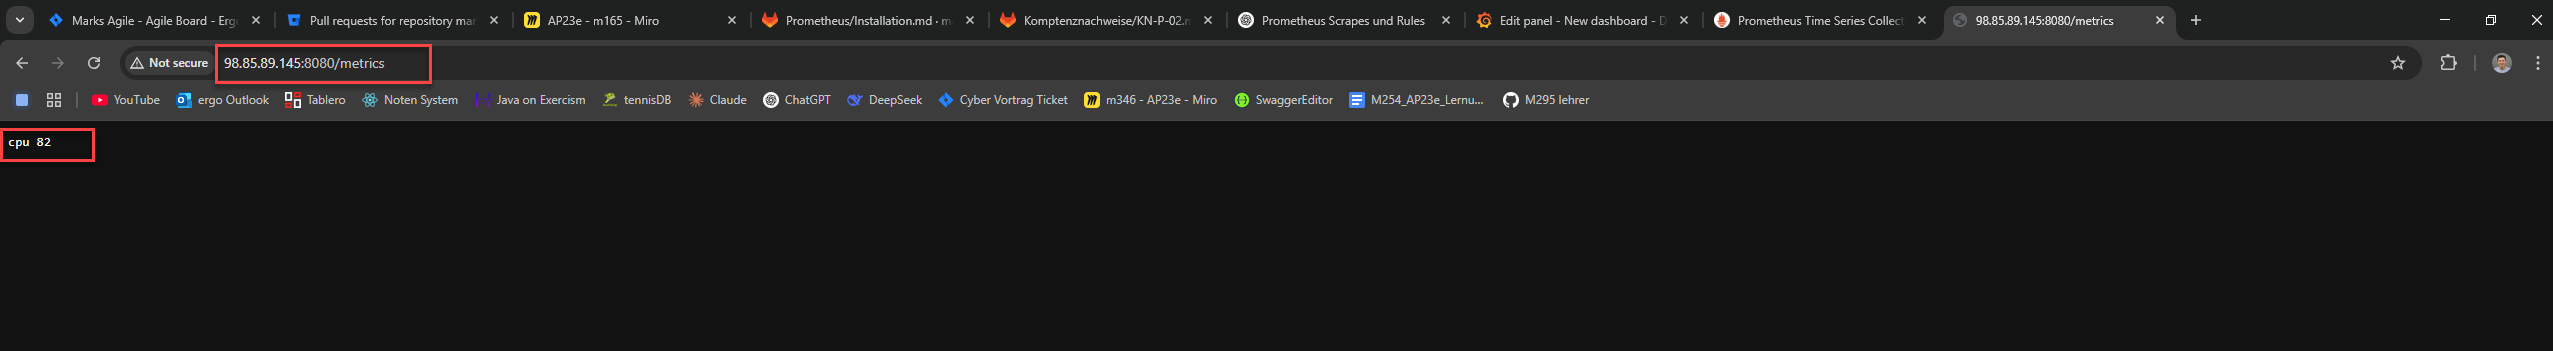 Marks Agile - Agile Board - Erg
Pull requests for repository mar
AP23e - m165 - Miro
Prometheus/Installation.md · m
Komptenznachweise/KN-P-02.m
Prometheus Scrapes und Rules
Edit panel - New dashboard - D
Prometheus Time Series Collect
98.85.89.145:8080/metrics
Not secure 98.85.89.145:8080/metrics
YouTube ergo Outlook Tablero Noten System Java on Exercism tennisDB Claude ChatGPT DeepSeek Cyber Vortrag Ticket m346 - AP23e - Miro SwaggerEditor M254_AP23e_Lernu... M295 lehrer
cpu 82